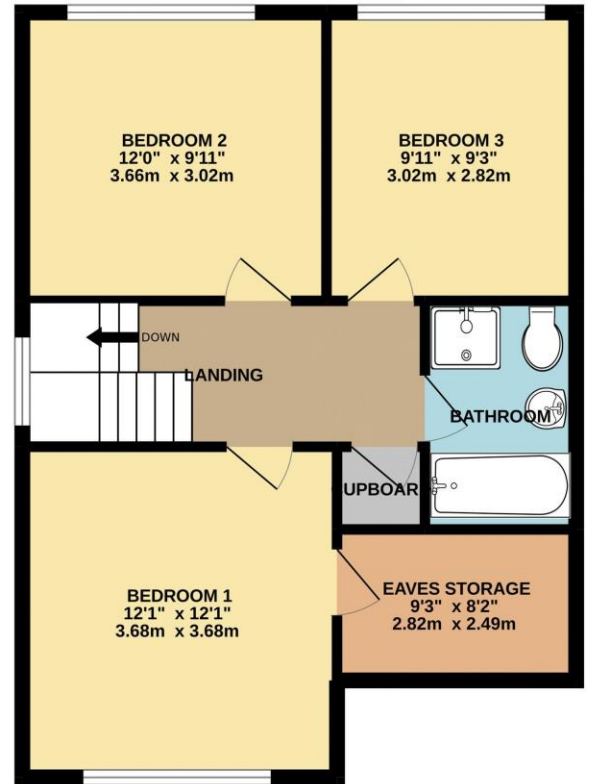 BEDROOM 2
12'0" x 9'11"
3.66m x 3.02m
BEDROOM 3
9'11" x 9'3"
3.02m x 2.82m
DOWN
LANDING
BATHROOM
UPBOAR
BEDROOM 1
12'1" x 12'1"
3.68m x 3.68m
EAVES STORAGE
9'3" x 8'2"
2.82m x 2.49m